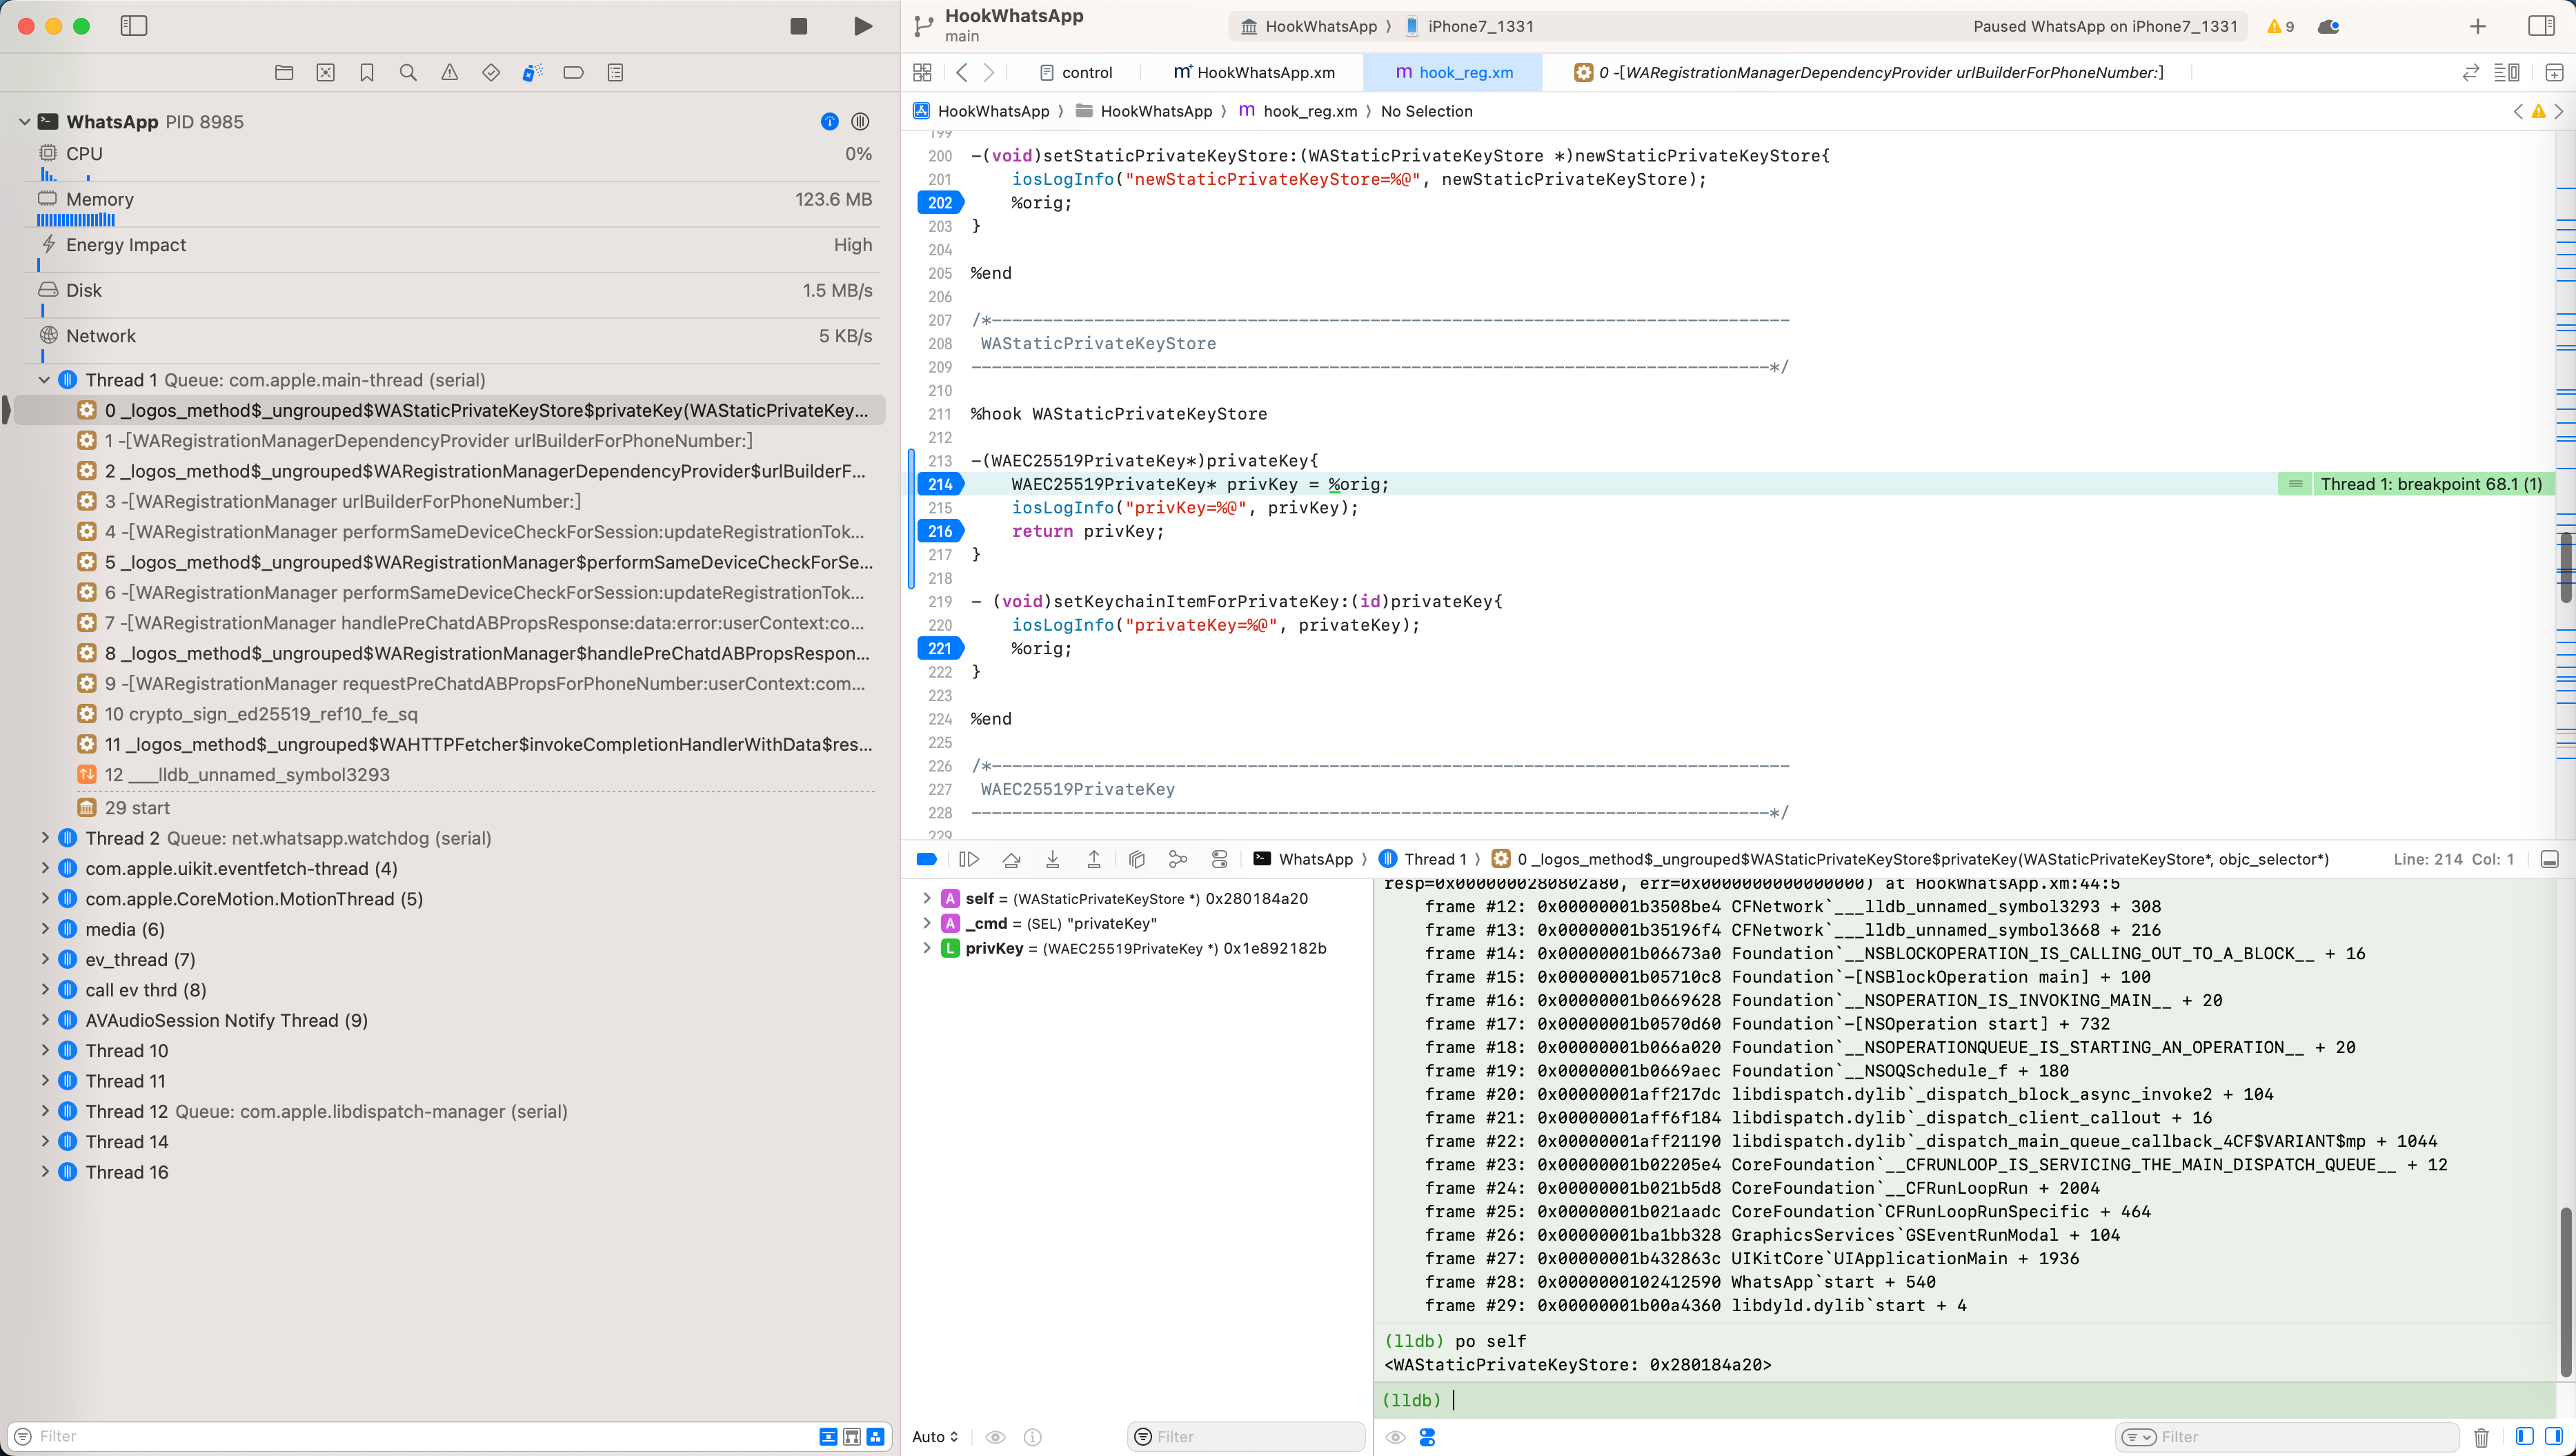 HookWhatsApp
main
HookWhatsApp 〉 iPhone7_1331
Paused WhatsApp on iPhone7_1331
9
control
HookWhatsApp.xm
hook_reg.xm
0 -[WARegistrationManagerDependencyProvider urlBuilderForPhoneNumber:]
HookWhatsApp 〉 HookWhatsApp 〉 hook_reg.xm 〉 No Selection
WhatsApp PID 8985
CPU 0%
Memory 123.6 MB
Energy Impact High
Disk 1.5 MB/s
Network 5 KB/s
Thread 1 Queue: com.apple.main-thread (serial)
0 _logos_method$_ungrouped$WAStaticPrivateKeyStore$privateKey(WAStaticPrivateKey...
1 -[WARegistrationManagerDependencyProvider urlBuilderForPhoneNumber:]
2 _logos_method$_ungrouped$WARegistrationManagerDependencyProvider$urlBuilderF...
3 -[WARegistrationManager urlBuilderForPhoneNumber:]
4 -[WARegistrationManager performSameDeviceCheckForSession:updateRegistrationTok...
5 _logos_method$_ungrouped$WARegistrationManager$performSameDeviceCheckForSe...
6 -[WARegistrationManager performSameDeviceCheckForSession:updateRegistrationTok...
7 -[WARegistrationManager handlePreChatdABPropsResponse:data:error:userContext:co...
8 _logos_method$_ungrouped$WARegistrationManager$handlePreChatdABPropsRespon...
9 -[WARegistrationManager requestPreChatdABPropsForPhoneNumber:userContext:com...
10 crypto_sign_ed25519_ref10_fe_sq
11 _logos_method$_ungrouped$WAHTTPFetcher$invokeCompletionHandlerWithData$res...
12 ___lldb_unnamed_symbol3293
29 start
Thread 2 Queue: net.whatsapp.watchdog (serial)
com.apple.uikit.eventfetch-thread (4)
com.apple.CoreMotion.MotionThread (5)
media (6)
ev_thread (7)
call ev thrd (8)
AVAudioSession Notify Thread (9)
Thread 10
Thread 11
Thread 12 Queue: com.apple.libdispatch-manager (serial)
Thread 14
Thread 16
Filter
199
200 -(void)setStaticPrivateKeyStore:(WAStaticPrivateKeyStore *)newStaticPrivateKeyStore{
201 iosLogInfo("newStaticPrivateKeyStore=%@", newStaticPrivateKeyStore);
202 %orig;
203 }
204
205 %end
206
207 /*------------------------------------------------------------------------------
208 WAStaticPrivateKeyStore
209 ------------------------------------------------------------------------------*/
210
211 %hook WAStaticPrivateKeyStore
212
213 -(WAEC25519PrivateKey*)privateKey{
214 WAEC25519PrivateKey* privKey = %orig; Thread 1: breakpoint 68.1 (1)
215 iosLogInfo("privKey=%@", privKey);
216 return privKey;
217 }
218
219 - (void)setKeychainItemForPrivateKey:(id)privateKey{
220 iosLogInfo("privateKey=%@", privateKey);
221 %orig;
222 }
223
224 %end
225
226 /*------------------------------------------------------------------------------
227 WAEC25519PrivateKey
228 ------------------------------------------------------------------------------*/
229
WhatsApp 〉 Thread 1 〉 0 _logos_method$_ungrouped$WAStaticPrivateKeyStore$privateKey(WAStaticPrivateKeyStore*, objc_selector*)
Line: 214 Col: 1
A self = (WAStaticPrivateKeyStore *) 0x280184a20
A _cmd = (SEL) "privateKey"
L privKey = (WAEC25519PrivateKey *) 0x1e892182b
Auto
Filter
resp=0x0000000280802a80, err=0x0000000000000000) at HookWhatsApp.xm:44:5
frame #12: 0x00000001b3508be4 CFNetwork`___lldb_unnamed_symbol3293 + 308
frame #13: 0x00000001b35196f4 CFNetwork`___lldb_unnamed_symbol3668 + 216
frame #14: 0x00000001b06673a0 Foundation`__NSBLOCKOPERATION_IS_CALLING_OUT_TO_A_BLOCK__ + 16
frame #15: 0x00000001b05710c8 Foundation`-[NSBlockOperation main] + 100
frame #16: 0x00000001b0669628 Foundation`__NSOPERATION_IS_INVOKING_MAIN__ + 20
frame #17: 0x00000001b0570d60 Foundation`-[NSOperation start] + 732
frame #18: 0x00000001b066a020 Foundation`__NSOPERATIONQUEUE_IS_STARTING_AN_OPERATION__ + 20
frame #19: 0x00000001b0669aec Foundation`__NSOQSchedule_f + 180
frame #20: 0x00000001aff217dc libdispatch.dylib`_dispatch_block_async_invoke2 + 104
frame #21: 0x00000001aff6f184 libdispatch.dylib`_dispatch_client_callout + 16
frame #22: 0x00000001aff21190 libdispatch.dylib`_dispatch_main_queue_callback_4CF$VARIANT$mp + 1044
frame #23: 0x00000001b02205e4 CoreFoundation`__CFRUNLOOP_IS_SERVICING_THE_MAIN_DISPATCH_QUEUE__ + 12
frame #24: 0x00000001b021b5d8 CoreFoundation`__CFRunLoopRun + 2004
frame #25: 0x00000001b021aadc CoreFoundation`CFRunLoopRunSpecific + 464
frame #26: 0x00000001ba1bb328 GraphicsServices`GSEventRunModal + 104
frame #27: 0x00000001b432863c UIKitCore`UIApplicationMain + 1936
frame #28: 0x0000000102412590 WhatsApp`start + 540
frame #29: 0x00000001b00a4360 libdyld.dylib`start + 4
(lldb) po self
<WAStaticPrivateKeyStore: 0x280184a20>
(lldb)
Filter